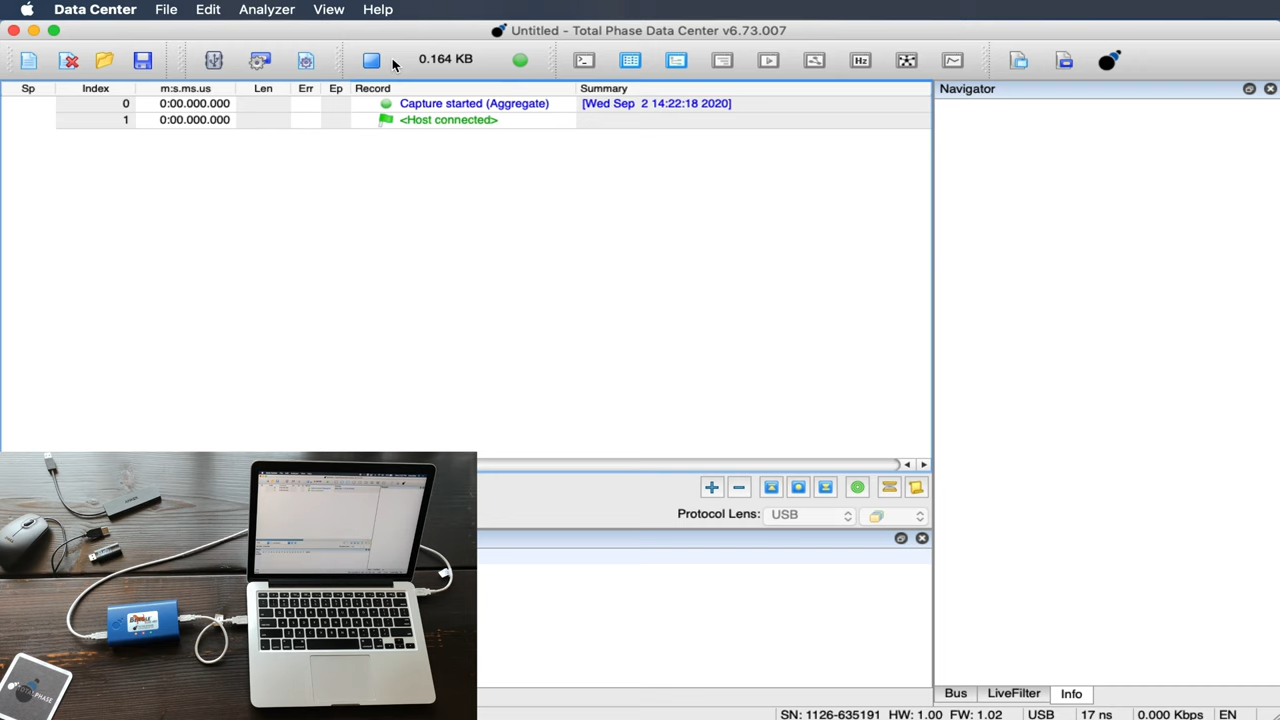 Data Center File Edit Analyzer View Help
Untitled - Total Phase Data Center v6.73.007
0.164 KB
Hz
Sp Index m:s.ms.us Len Err Ep Record Summary
0 0:00.000.000 Capture started (Aggregate) [Wed Sep 2 14:22:18 2020]
1 0:00.000.000 <Host connected>
Navigator
Protocol Lens: USB
TOTAL PHASE
Bus LiveFilter Info
SN: 1126-635191 HW: 1.00 FW: 1.02 USB 17 ns 0.000 Kbps EN